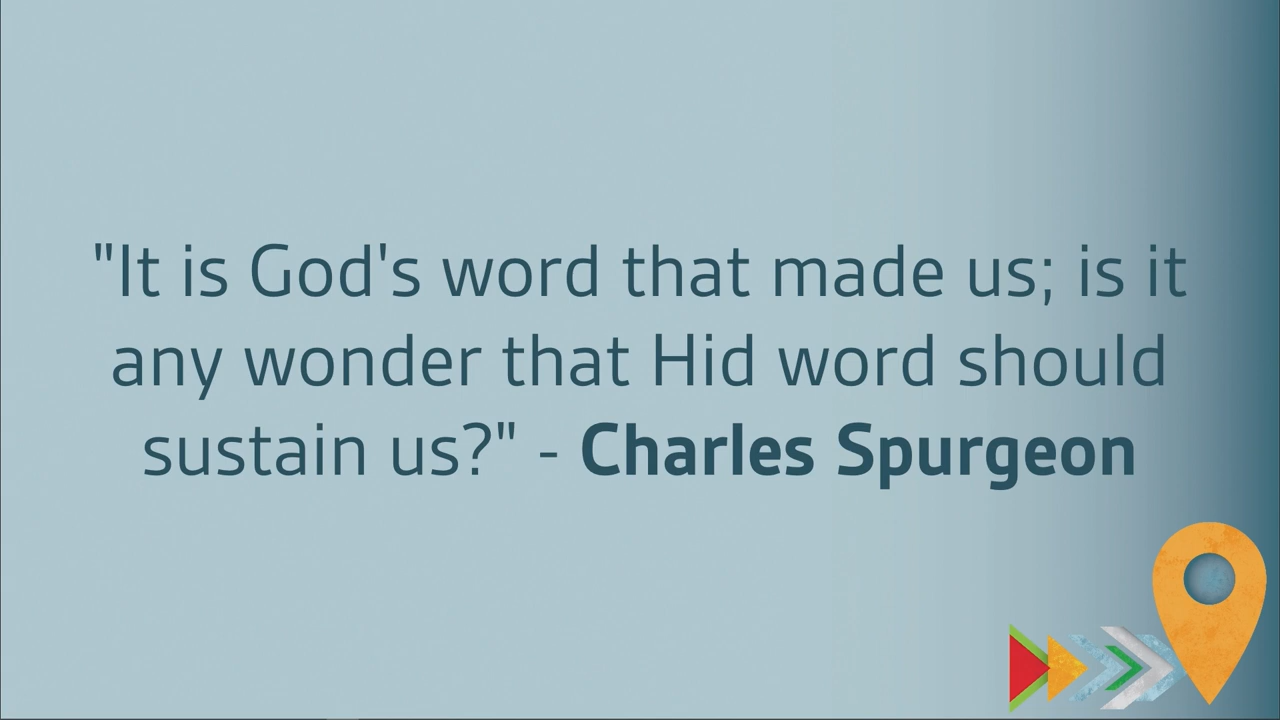 "It is God's word that made us; is it
any wonder that Hid word should
sustain us?" - Charles Spurgeon